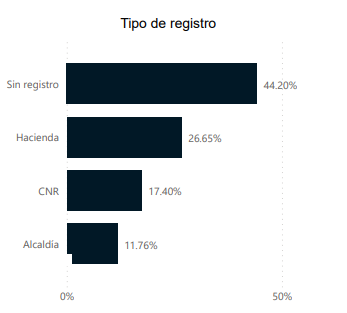 Tipo de registro
Sin registro 44.20%
Hacienda 26.65%
CNR 17.40%
Alcaldía 11.76%
0% 50%